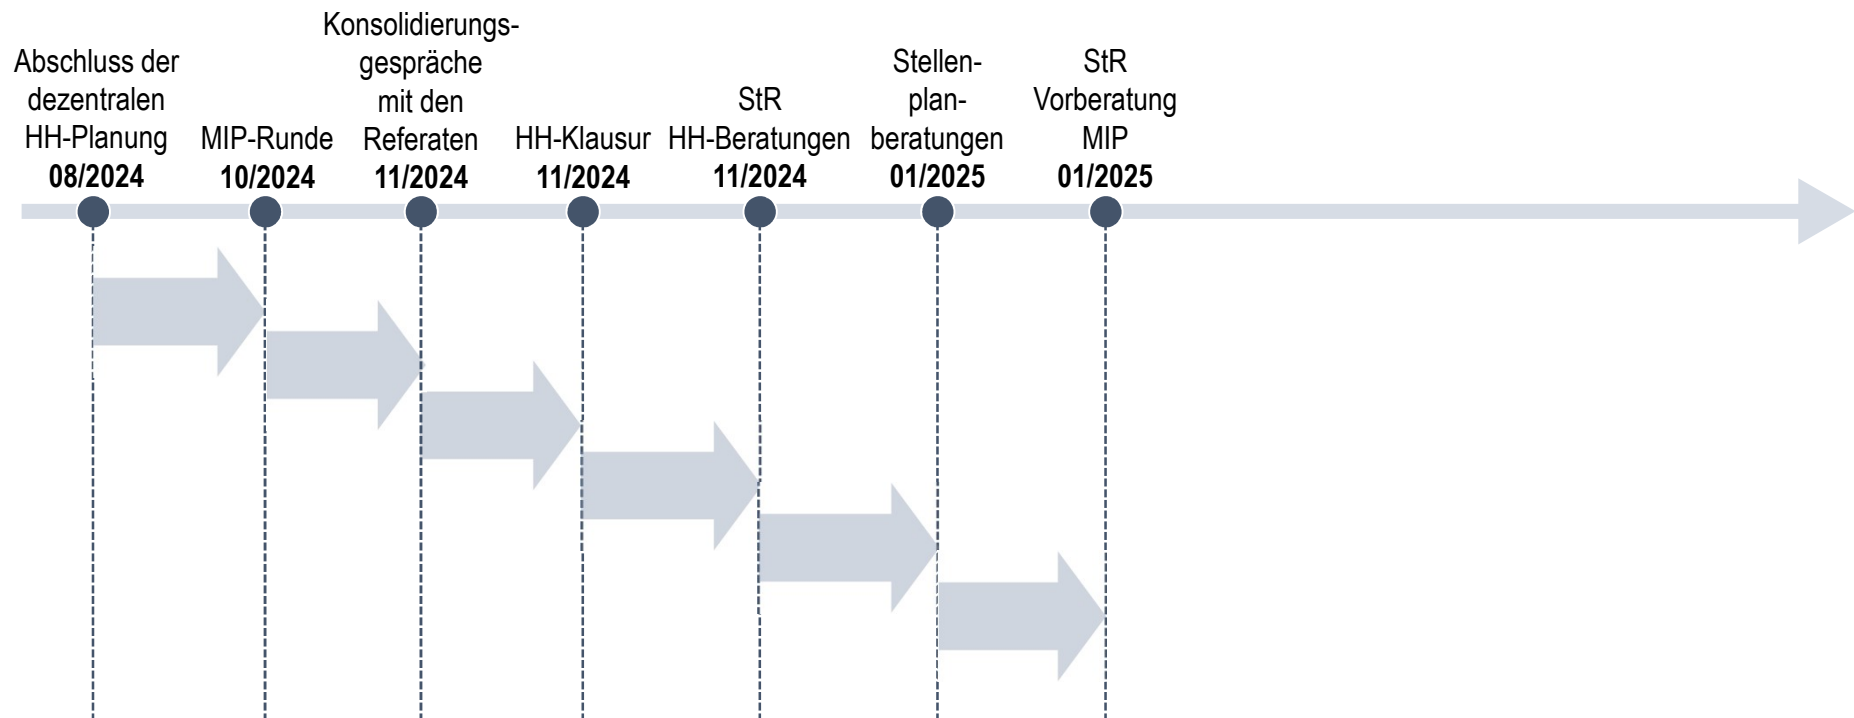 Abschluss der
dezentralen
HH-Planung
08/2024
MIP-Runde
10/2024
Konsolidierungs-
gespräche
mit den
Referaten
11/2024
HH-Klausur
11/2024
StR
HH-Beratungen
11/2024
Stellen-
plan-
beratungen
01/2025
StR
Vorberatung
MIP
01/2025